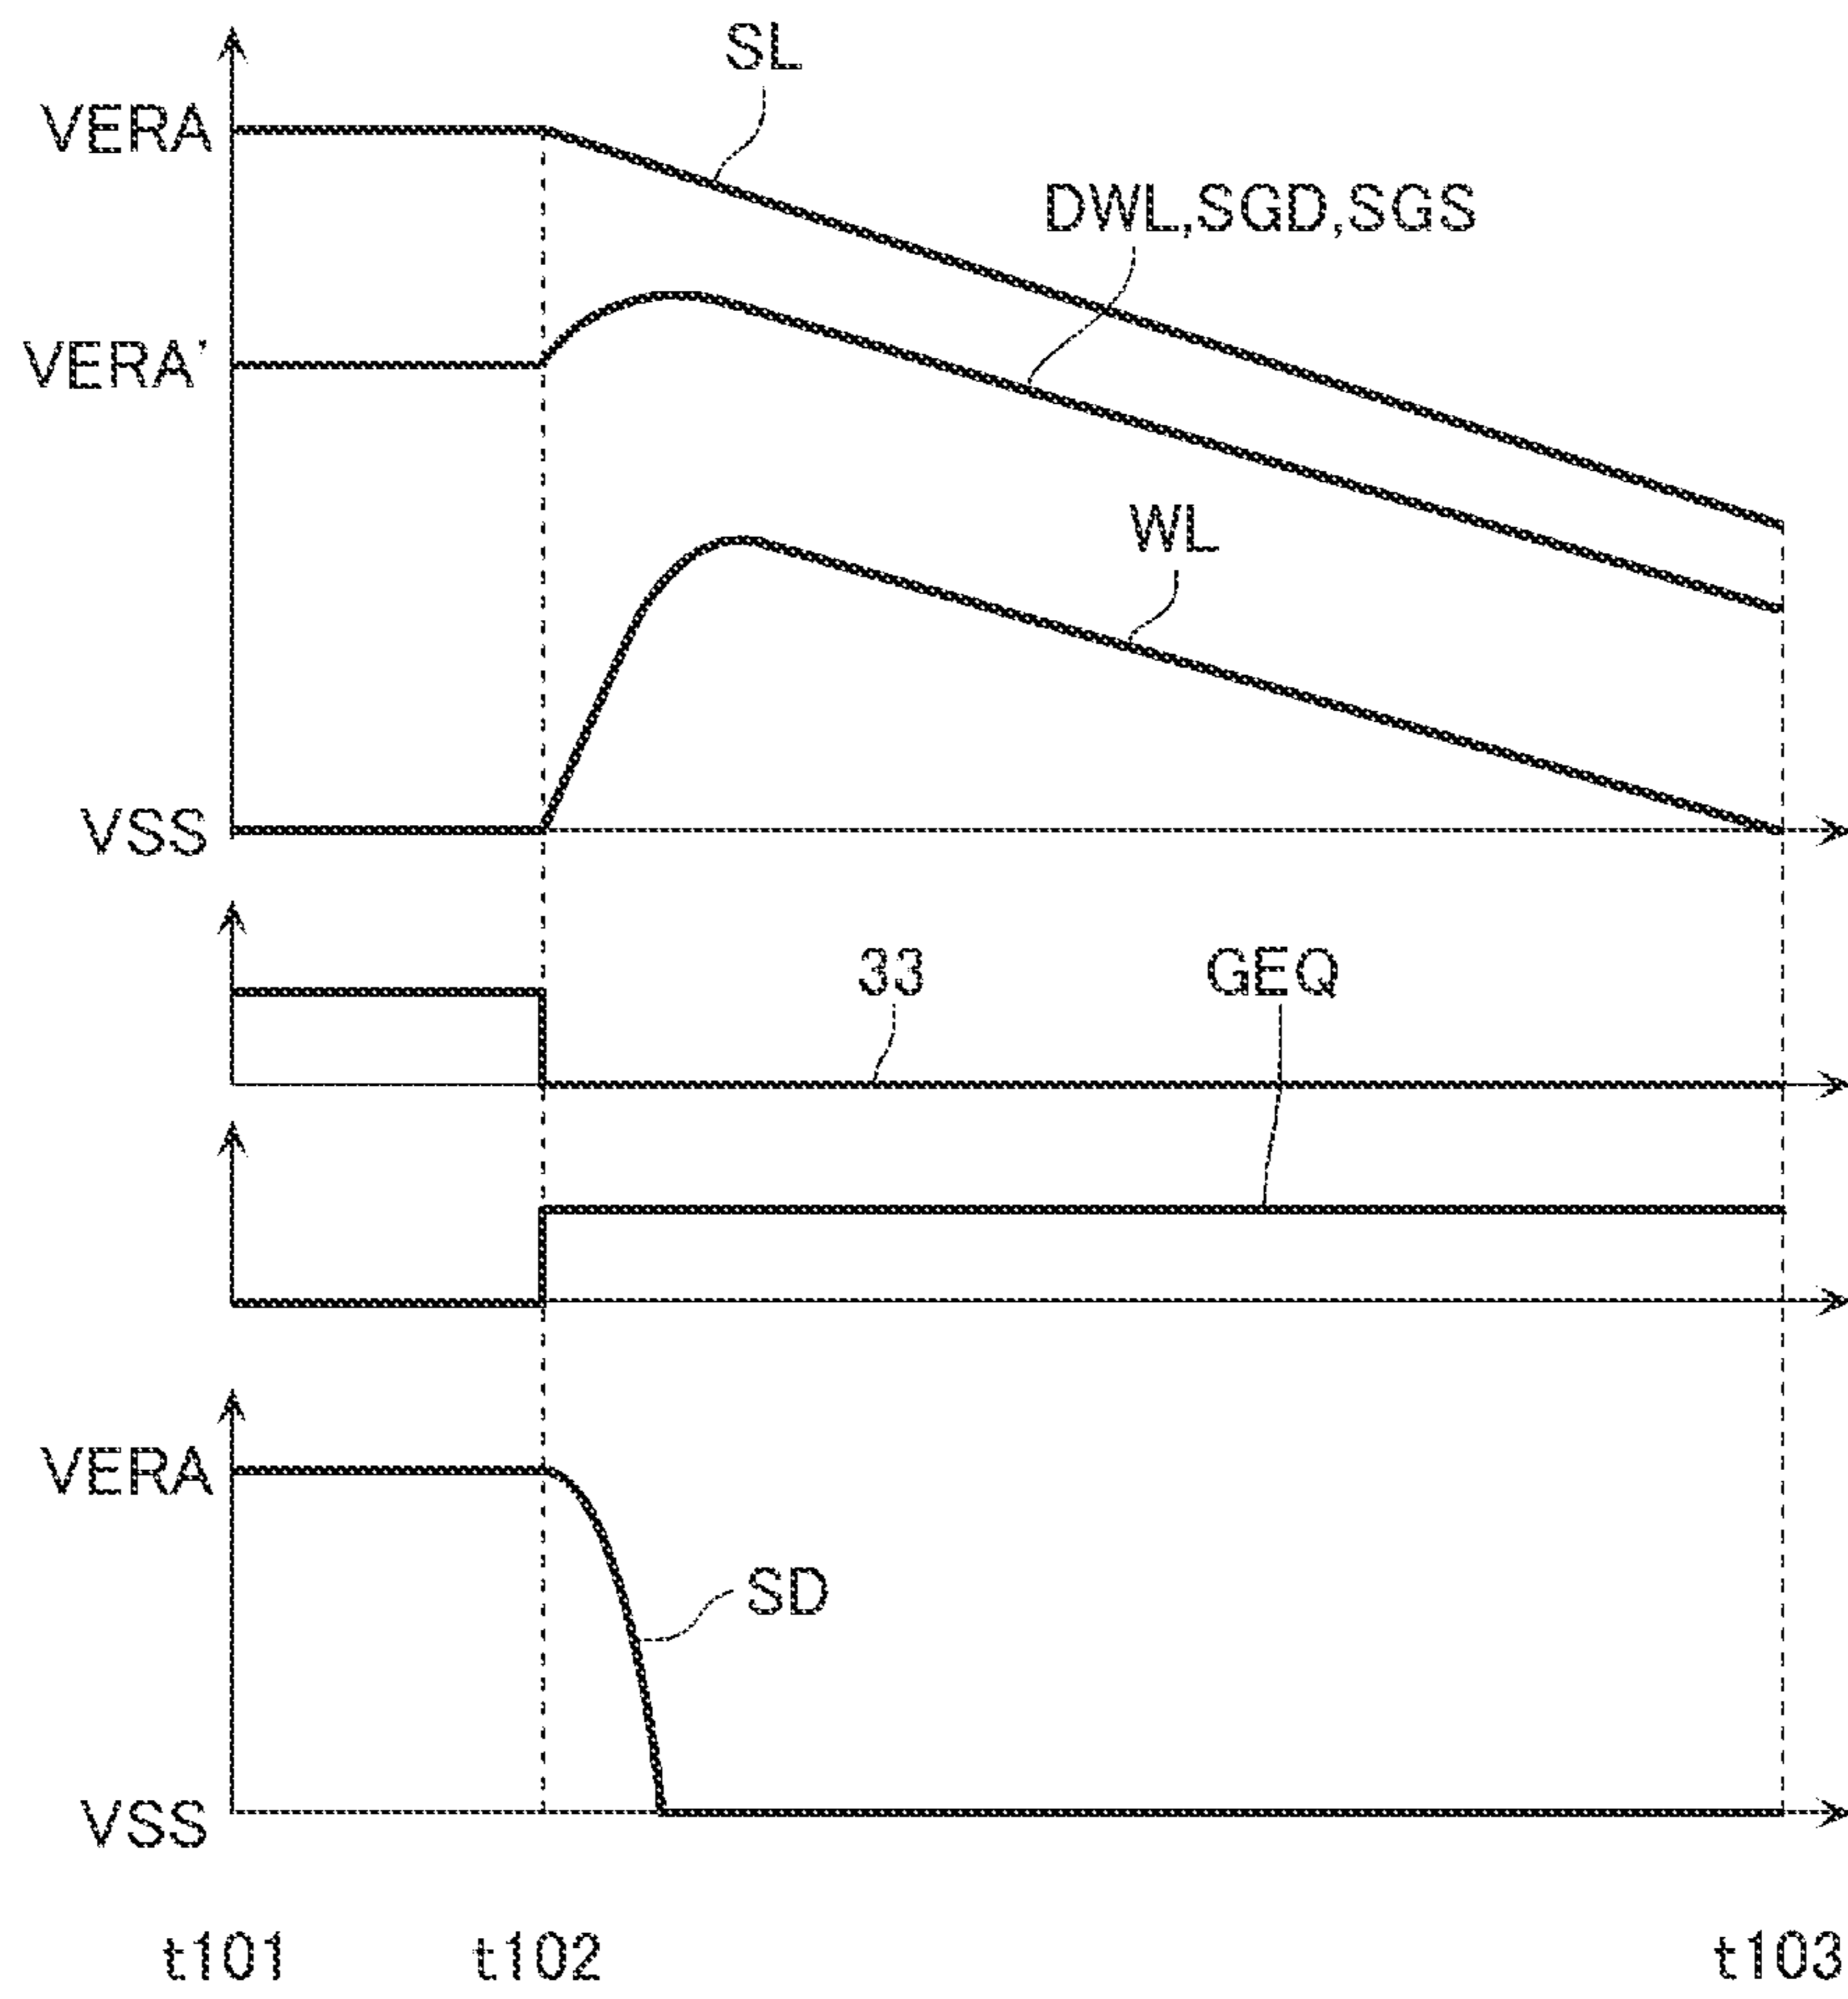 SL
VERA
DWL,SGD,SGS
VERA'
WL
VSS
33
GEQ
VERA
SD
VSS
t101
t102
t103